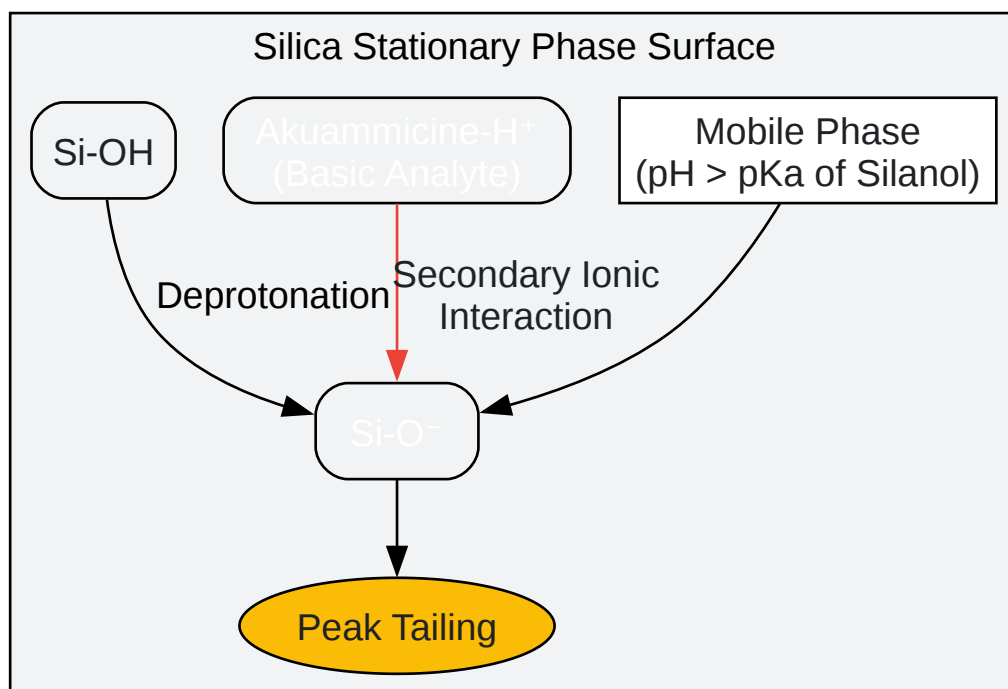 Silica Stationary Phase Surface
Si-OH
Akuammicine-H⁺
(Basic Analyte)
Mobile Phase
(pH > pKa of Silanol)
Deprotonation
Secondary Ionic
Interaction
Si-O⁻
Peak Tailing